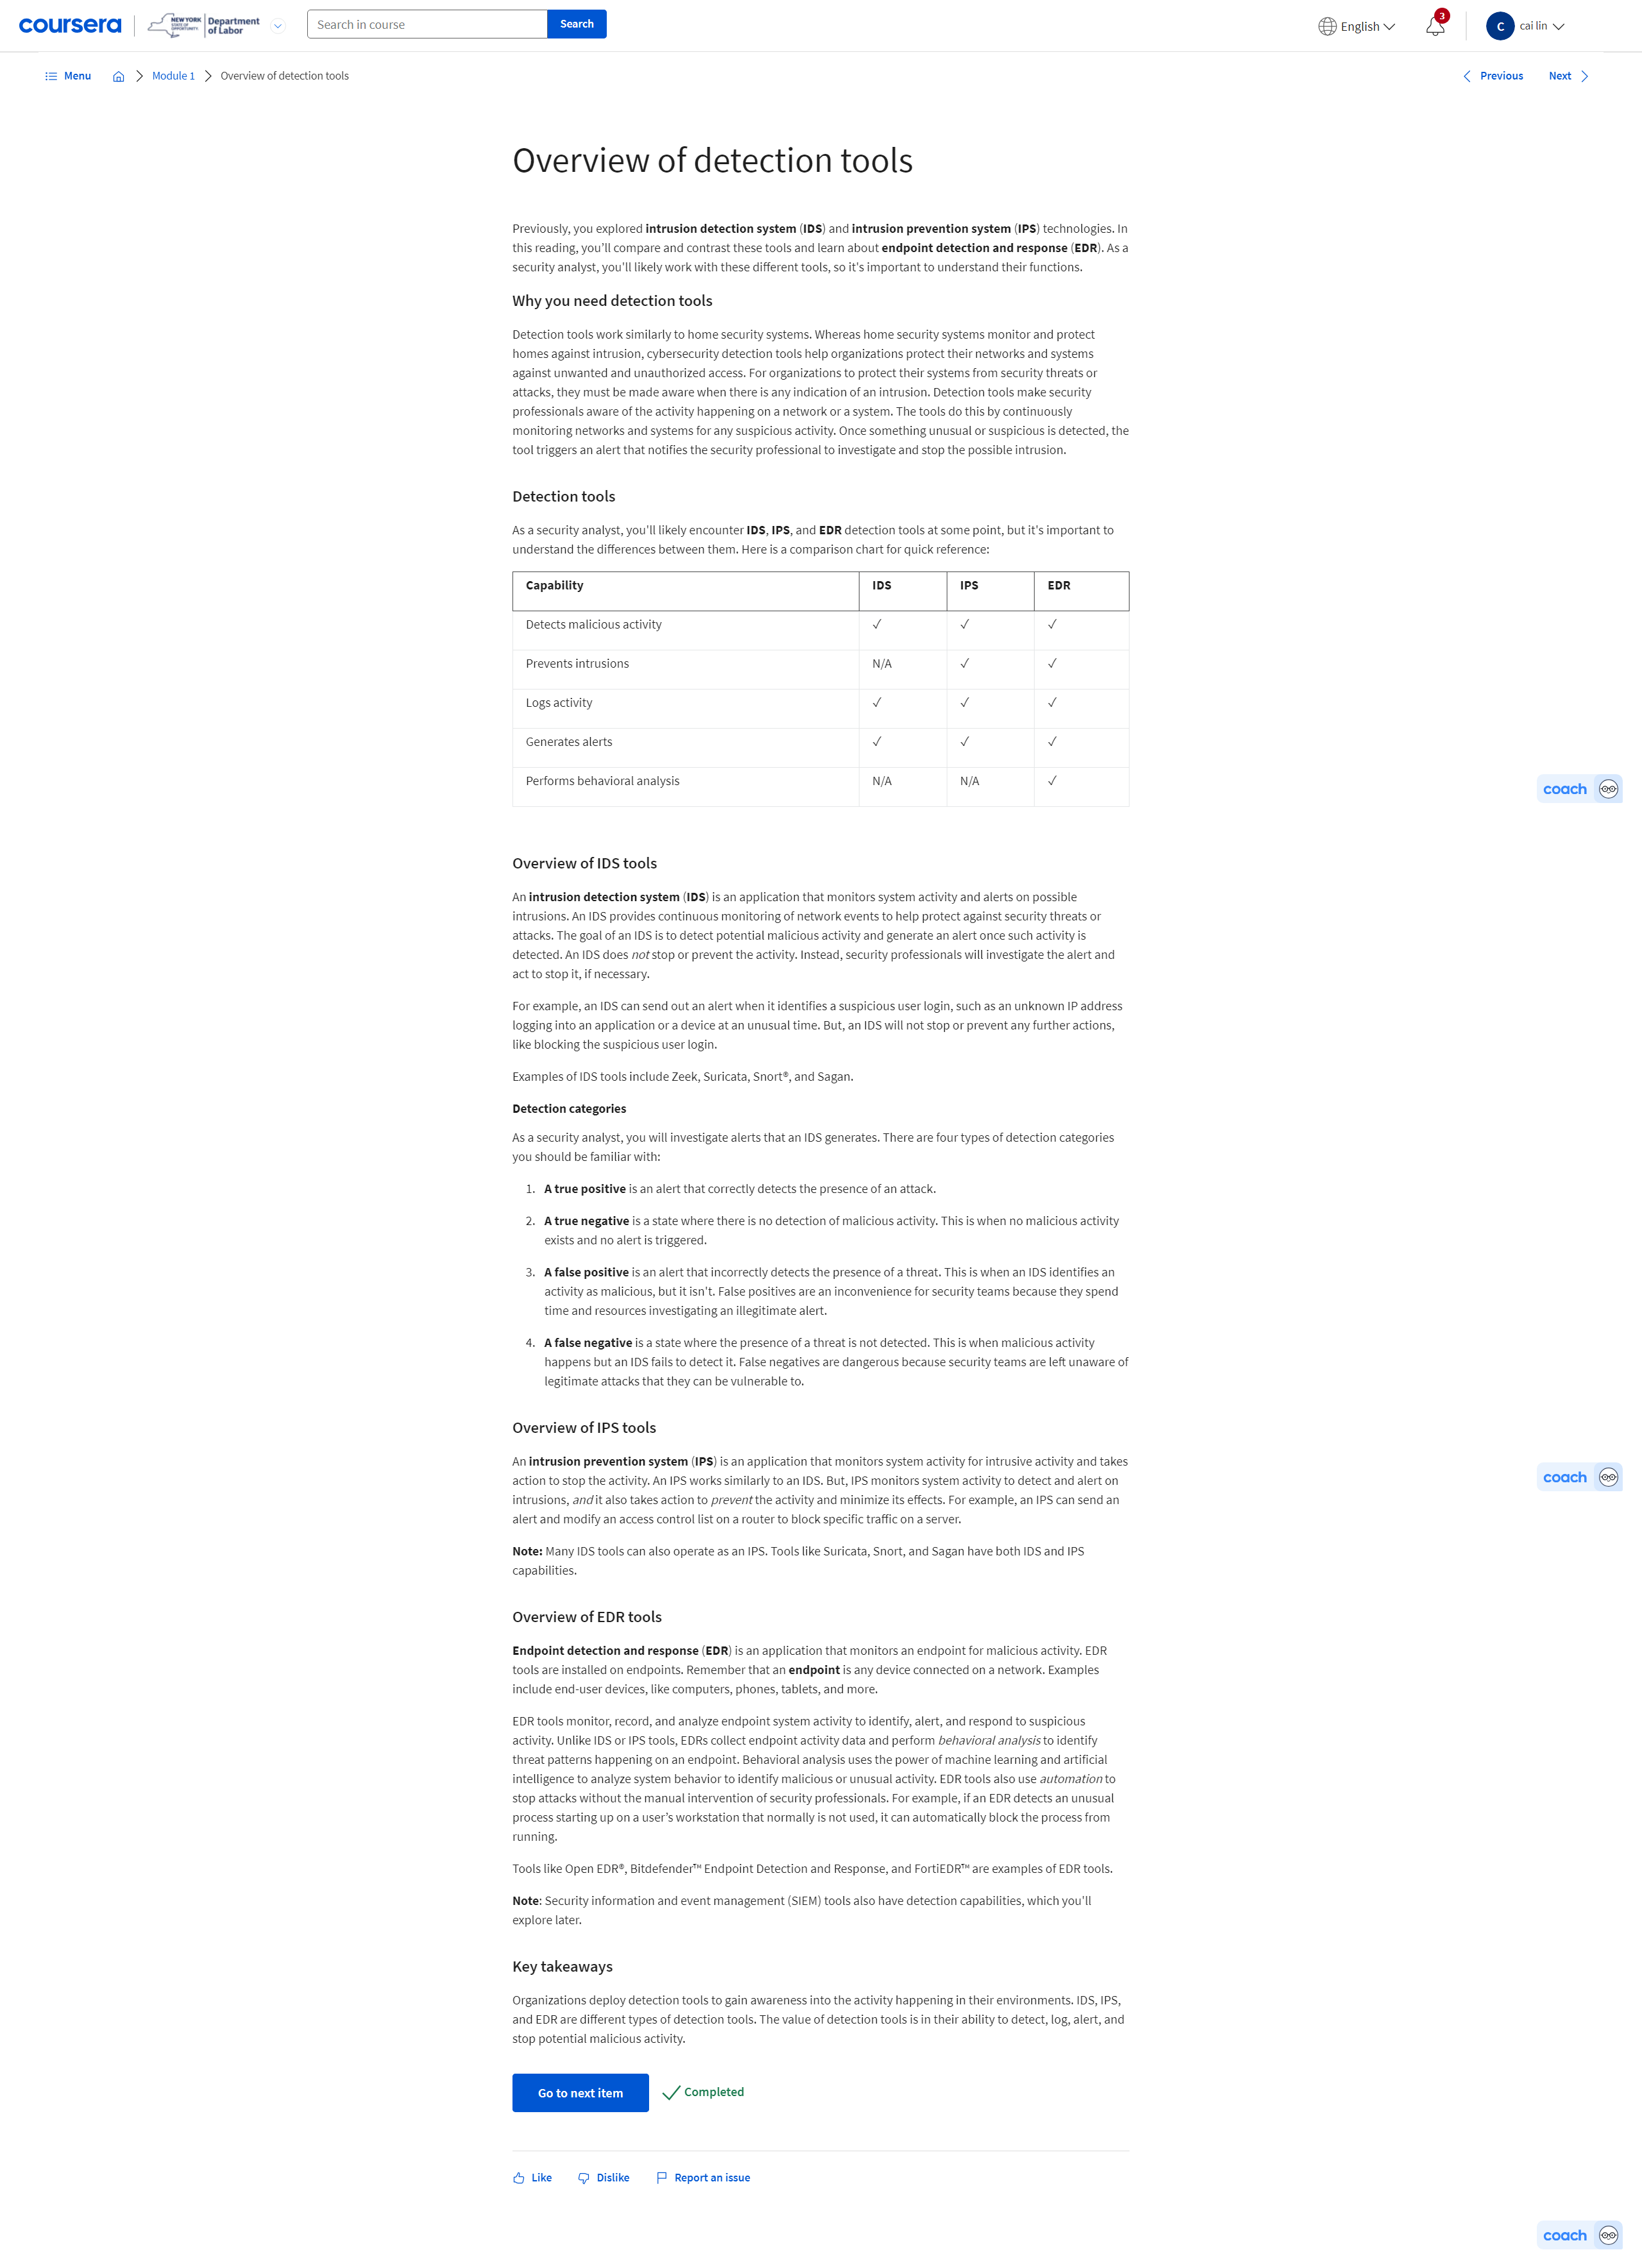 coursera
NEW YORK
STATE OF
OPPORTUNITY.
Department
of Labor
Search in course
Search
English
3
C
cai lin
Menu
Module 1
Overview of detection tools
Previous
Next
Overview of detection tools
Previously, you explored intrusion detection system (IDS) and intrusion prevention system (IPS) technologies. In
this reading, you'll compare and contrast these tools and learn about endpoint detection and response (EDR). As a
security analyst, you'll likely work with these different tools, so it's important to understand their functions.
Why you need detection tools
Detection tools work similarly to home security systems. Whereas home security systems monitor and protect
homes against intrusion, cybersecurity detection tools help organizations protect their networks and systems
against unwanted and unauthorized access. For organizations to protect their systems from security threats or
attacks, they must be made aware when there is any indication of an intrusion. Detection tools make security
professionals aware of the activity happening on a network or a system. The tools do this by continuously
monitoring networks and systems for any suspicious activity. Once something unusual or suspicious is detected, the
tool triggers an alert that notifies the security professional to investigate and stop the possible intrusion.
Detection tools
As a security analyst, you'll likely encounter IDS, IPS, and EDR detection tools at some point, but it's important to
understand the differences between them. Here is a comparison chart for quick reference:
Capability IDS IPS EDR
Detects malicious activity ✓ ✓ ✓
Prevents intrusions N/A ✓ ✓
Logs activity ✓ ✓ ✓
Generates alerts ✓ ✓ ✓
Performs behavioral analysis N/A N/A ✓
coach
Overview of IDS tools
An intrusion detection system (IDS) is an application that monitors system activity and alerts on possible
intrusions. An IDS provides continuous monitoring of network events to help protect against security threats or
attacks. The goal of an IDS is to detect potential malicious activity and generate an alert once such activity is
detected. An IDS does not stop or prevent the activity. Instead, security professionals will investigate the alert and
act to stop it, if necessary.
For example, an IDS can send out an alert when it identifies a suspicious user login, such as an unknown IP address
logging into an application or a device at an unusual time. But, an IDS will not stop or prevent any further actions,
like blocking the suspicious user login.
Examples of IDS tools include Zeek, Suricata, Snort®, and Sagan.
Detection categories
As a security analyst, you will investigate alerts that an IDS generates. There are four types of detection categories
you should be familiar with:
1. A true positive is an alert that correctly detects the presence of an attack.
2. A true negative is a state where there is no detection of malicious activity. This is when no malicious activity
exists and no alert is triggered.
3. A false positive is an alert that incorrectly detects the presence of a threat. This is when an IDS identifies an
activity as malicious, but it isn't. False positives are an inconvenience for security teams because they spend
time and resources investigating an illegitimate alert.
4. A false negative is a state where the presence of a threat is not detected. This is when malicious activity
happens but an IDS fails to detect it. False negatives are dangerous because security teams are left unaware of
legitimate attacks that they can be vulnerable to.
Overview of IPS tools
An intrusion prevention system (IPS) is an application that monitors system activity for intrusive activity and takes
action to stop the activity. An IPS works similarly to an IDS. But, IPS monitors system activity to detect and alert on
intrusions, and it also takes action to prevent the activity and minimize its effects. For example, an IPS can send an
alert and modify an access control list on a router to block specific traffic on a server.
coach
Note: Many IDS tools can also operate as an IPS. Tools like Suricata, Snort, and Sagan have both IDS and IPS
capabilities.
Overview of EDR tools
Endpoint detection and response (EDR) is an application that monitors an endpoint for malicious activity. EDR
tools are installed on endpoints. Remember that an endpoint is any device connected on a network. Examples
include end-user devices, like computers, phones, tablets, and more.
EDR tools monitor, record, and analyze endpoint system activity to identify, alert, and respond to suspicious
activity. Unlike IDS or IPS tools, EDRs collect endpoint activity data and perform behavioral analysis to identify
threat patterns happening on an endpoint. Behavioral analysis uses the power of machine learning and artificial
intelligence to analyze system behavior to identify malicious or unusual activity. EDR tools also use automation to
stop attacks without the manual intervention of security professionals. For example, if an EDR detects an unusual
process starting up on a user's workstation that normally is not used, it can automatically block the process from
running.
Tools like Open EDR®, Bitdefender™ Endpoint Detection and Response, and FortiEDR™ are examples of EDR tools.
Note: Security information and event management (SIEM) tools also have detection capabilities, which you'll
explore later.
Key takeaways
Organizations deploy detection tools to gain awareness into the activity happening in their environments. IDS, IPS,
and EDR are different types of detection tools. The value of detection tools is in their ability to detect, log, alert, and
stop potential malicious activity.
Go to next item
Completed
Like
Dislike
Report an issue
coach